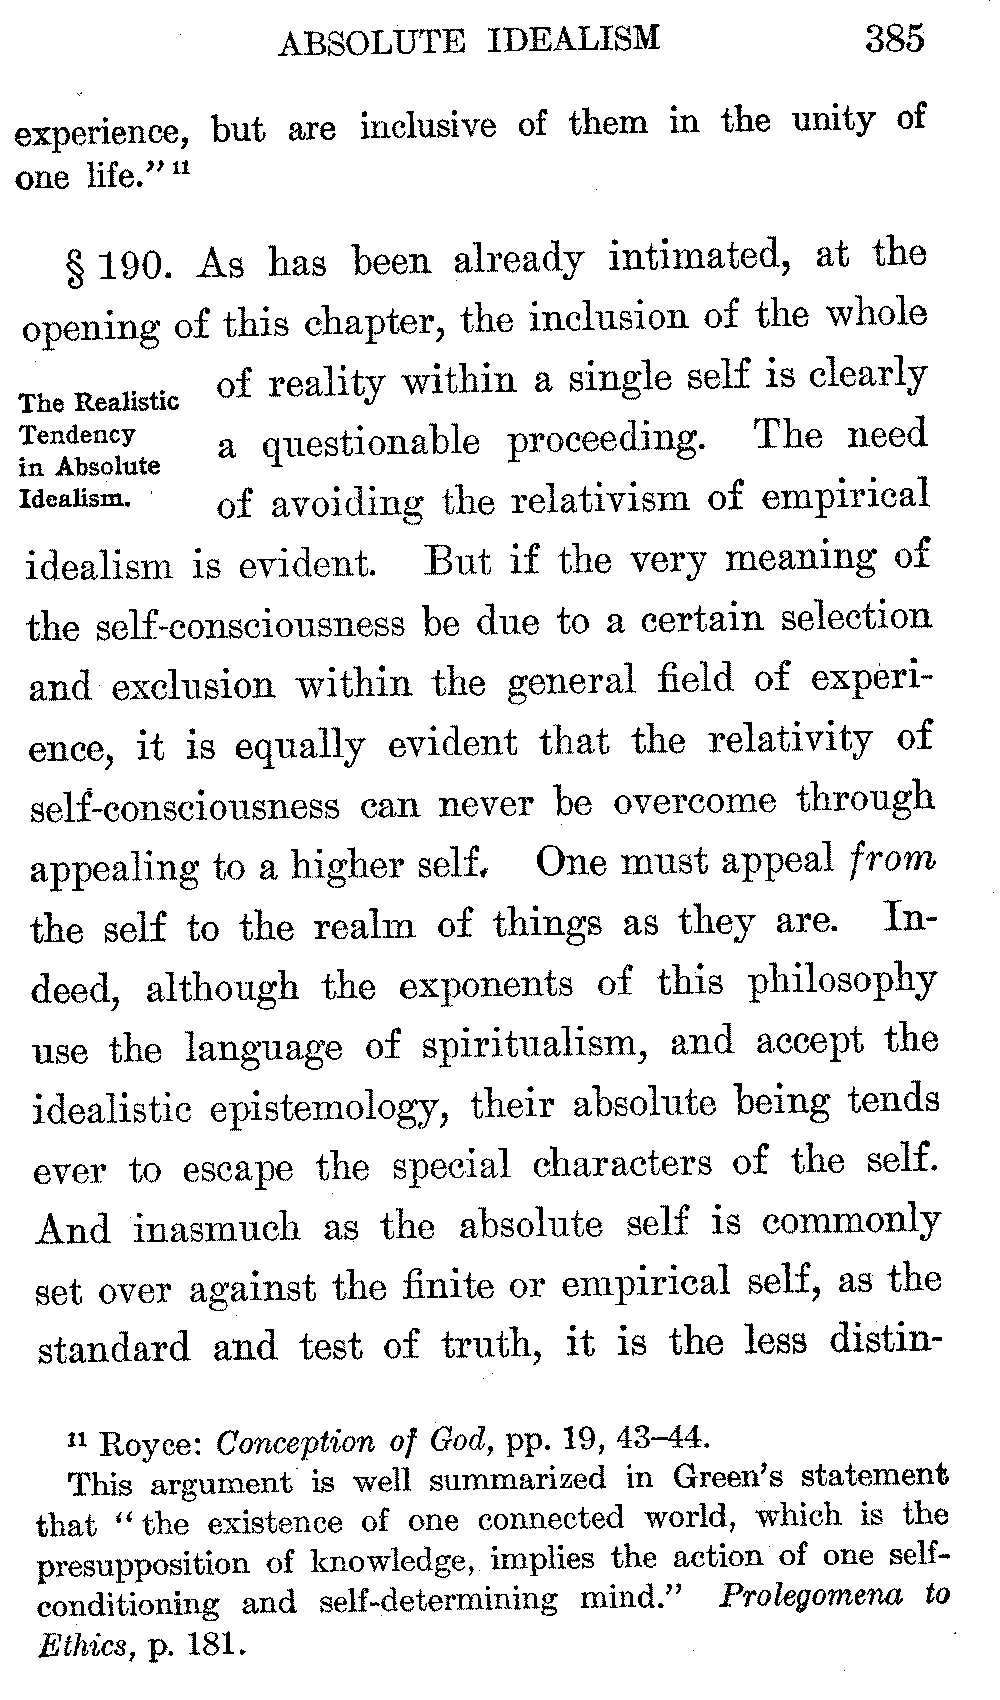 ABSOLUTE IDEALISM 385
experience, but are inclusive of them in the unity of
one life." 11
§ 190. As has been already intimated, at the
opening of this chapter, the inclusion of the whole
The Realistic
Tendency
in Absolute
Idealism.
of reality within a single self is clearly
a questionable proceeding. The need
of avoiding the relativism of empirical
idealism is evident. But if the very meaning of
the self-consciousness be due to a certain selection
and exclusion within the general field of experi-
ence, it is equally evident that the relativity of
self-consciousness can never be overcome through
appealing to a higher self. One must appeal from
the self to the realm of things as they are. In-
deed, although the exponents of this philosophy
use the language of spiritualism, and accept the
idealistic epistemology, their absolute being tends
ever to escape the special characters of the self.
And inasmuch as the absolute self is commonly
set over against the finite or empirical self, as the
standard and test of truth, it is the less distin-
11 Royce: Conception of God, pp. 19, 43–44.
This argument is well summarized in Green's statement
that "the existence of one connected world, which is the
presupposition of knowledge, implies the action of one self-
conditioning and self-determining mind." Prolegomena to
Ethics, p. 181.